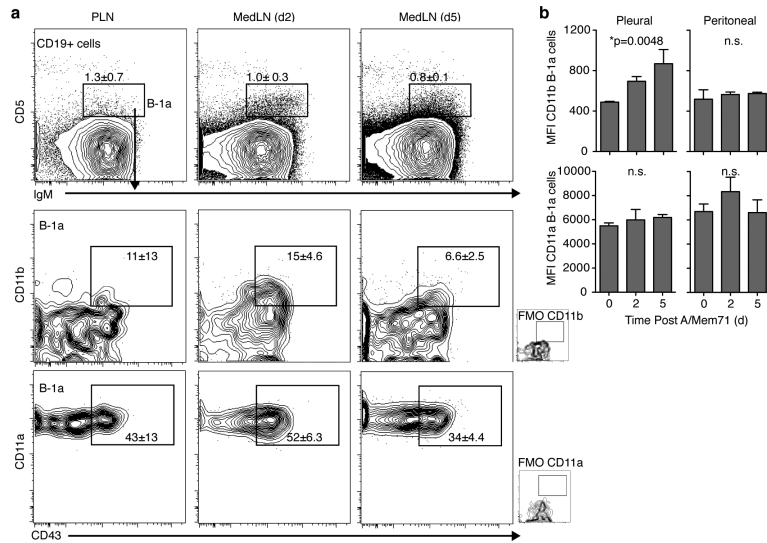 a
PLN
MedLN (d2)
MedLN (d5)
CD19+ cells
1.3±0.7
1.0± 0.3
0.8±0.1
B-1a
CD5
IgM
B-1a
11±13
15±4.6
6.6±2.5
CD11b
FMO CD11b
B-1a
43±13
52±6.3
34±4.4
CD11a
FMO CD11a
CD43
b
Pleural
Peritoneal
*p=0.0048
n.s.
MFI CD11b B-1a cells
1200
800
400
0
n.s.
n.s.
MFI CD11a B-1a cells
10000
8000
6000
4000
2000
0
0 2 5
0 2 5
Time Post A/Mem71 (d)